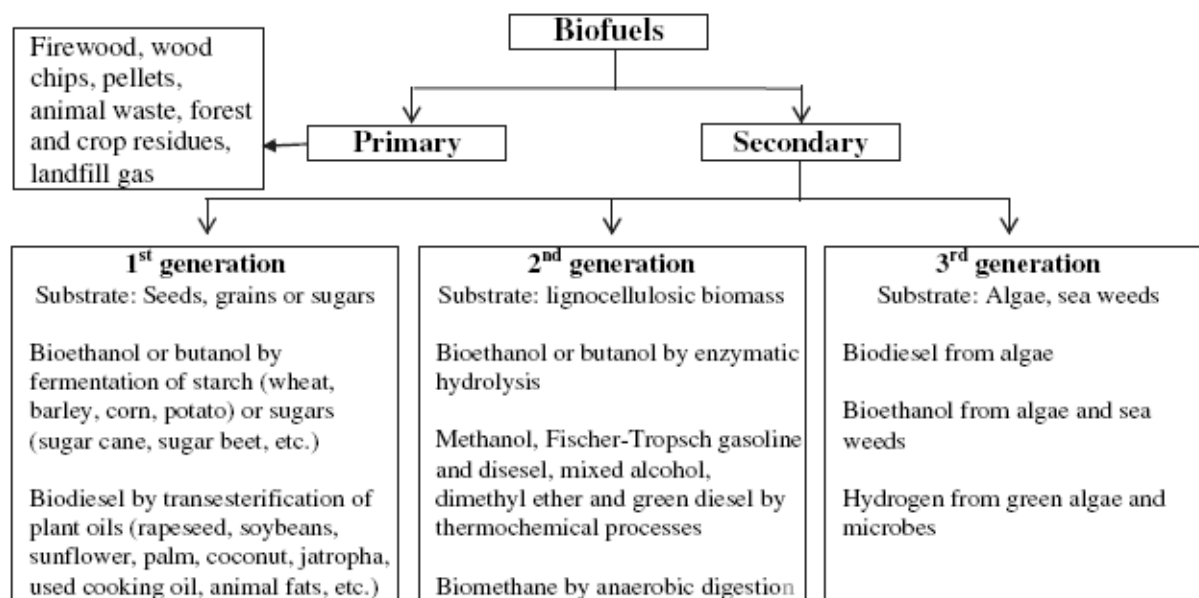 Biofuels
Firewood, wood
chips, pellets,
animal waste, forest
and crop residues,
landfill gas
Primary
Secondary
1st generation
Substrate: Seeds, grains or sugars
Bioethanol or butanol by
fermentation of starch (wheat,
barley, corn, potato) or sugars
(sugar cane, sugar beet, etc.)
Biodiesel by transesterification of
plant oils (rapeseed, soybeans,
sunflower, palm, coconut, jatropha,
used cooking oil, animal fats, etc.)
2nd generation
Substrate: lignocellulosic biomass
Bioethanol or butanol by enzymatic
hydrolysis
Methanol, Fischer-Tropsch gasoline
and disesel, mixed alcohol,
dimethyl ether and green diesel by
thermochemical processes
Biomethane by anaerobic digestion
3rd generation
Substrate: Algae, sea weeds
Biodiesel from algae
Bioethanol from algae and sea
weeds
Hydrogen from green algae and
microbes